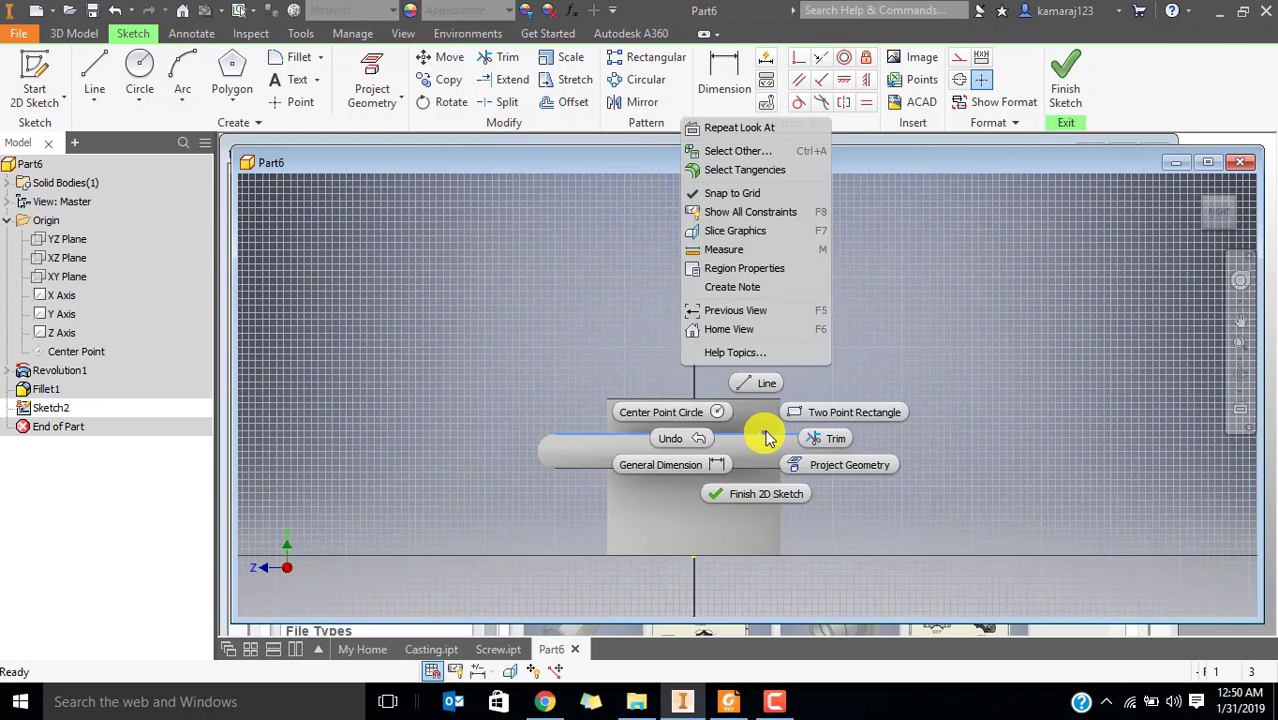 Material
Appearance
Part6
Search Help & Commands...
kamaraj123
File
3D Model
Sketch
Annotate
Inspect
Tools
Manage
View
Environments
Get Started
Autodesk A360
Start
2D Sketch
Line
Circle
Arc
Polygon
Fillet
Text
Point
Project
Geometry
Move
Copy
Rotate
Trim
Extend
Split
Scale
Stretch
Offset
Rectangular
Circular
Mirror
Dimension
Image
Points
ACAD
Show Format
Finish
Sketch
Create
Modify
Pattern
Insert
Format
Exit
Model
Part6
Solid Bodies(1)
View: Master
Origin
YZ Plane
XZ Plane
XY Plane
X Axis
Y Axis
Z Axis
Center Point
Revolution1
Fillet1
Sketch2
End of Part
Part6
RIGHT
Repeat Look At
Select Other... Ctrl+A
Select Tangencies
Snap to Grid
Show All Constraints F8
Slice Graphics F7
Measure M
Region Properties
Create Note
Previous View F5
Home View F6
Help Topics...
Line
Center Point Circle
Two Point Rectangle
Undo
Trim
General Dimension
Project Geometry
Finish 2D Sketch
Z
File Types
My Home
Casting.ipt
Screw.ipt
Part6
Ready
1
3
Search the web and Windows
12:50 AM
1/31/2019